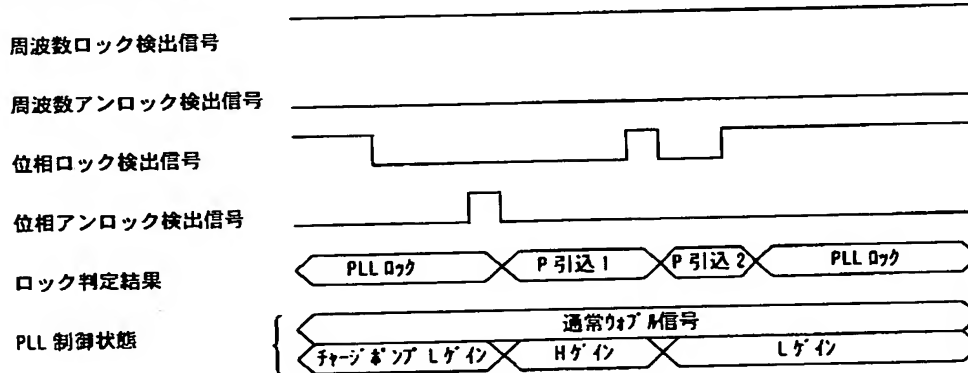 周波数ロック検出信号
周波数アンロック検出信号
位相ロック検出信号
位相アンロック検出信号
ロック判定結果
PLL ロック P 引込 1 P 引込 2 PLL ロック
PLL 制御状態
通常ウォブル信号
チャージポンプ L ゲイン H ゲイン L ゲイン